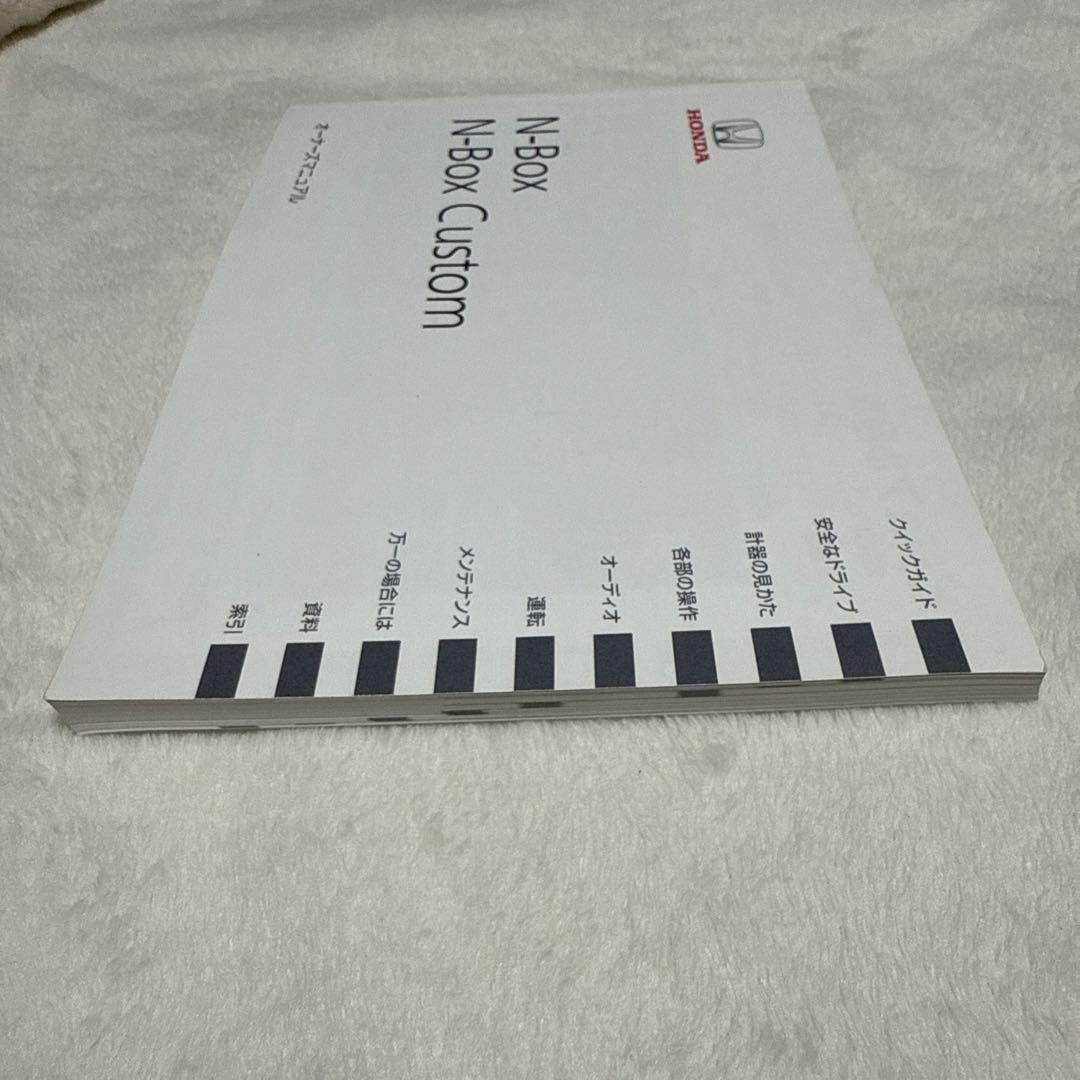 HONDA
N-BOX
N-BOX Custom
オーナーズマニュアル
クイックガイド
安全なドライブ
計器の見かた
各部の操作
オーディオ
運転
メンテナンス
万一の場合には
資料
索引